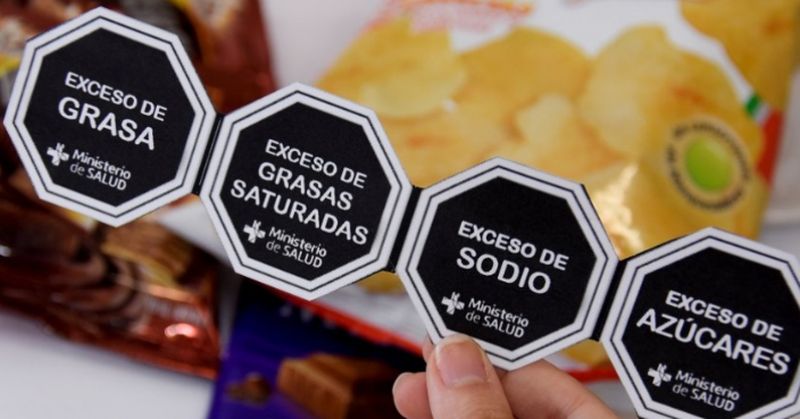 EXCESO DE
GRASA
Ministerio
de SALUD
EXCESO DE
GRASAS
SATURADAS
Ministerio
de SALUD
EXCESO DE
SODIO
Ministerio
de SALUD
EXCESO DE
AZÚCARES
Ministerio
de SALUD